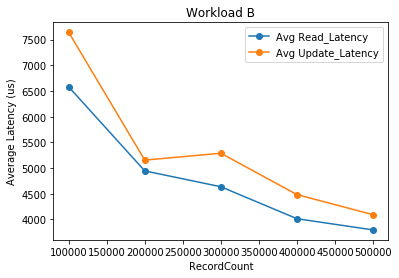 Workload B
Avg Read_Latency
Avg Update_Latency
Average Latency (us)
7500
7000
6500
6000
5500
5000
4500
4000
100000 150000 200000 250000 300000 350000 400000 450000 500000
RecordCount